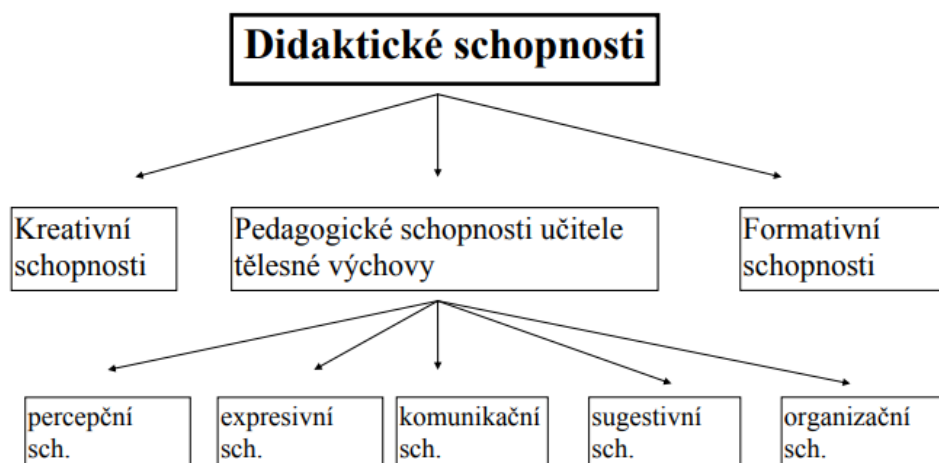 Didaktické schopnosti
Kreativní
schopnosti
Pedagogické schopnosti učitele
tělesné výchovy
Formativní
schopnosti
percepční
sch.
expresivní
sch.
komunikační
sch.
sugestivní
sch.
organizační
sch.